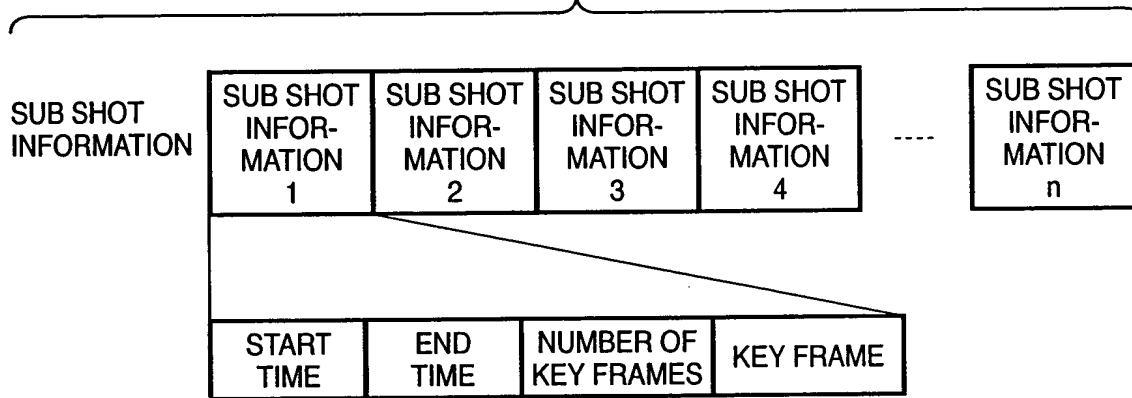 SUB SHOT
INFORMATION
SUB SHOT
INFOR-
MATION
1
SUB SHOT
INFOR-
MATION
2
SUB SHOT
INFOR-
MATION
3
SUB SHOT
INFOR-
MATION
4
----
SUB SHOT
INFOR-
MATION
n
START
TIME
END
TIME
NUMBER OF
KEY FRAMES
KEY FRAME